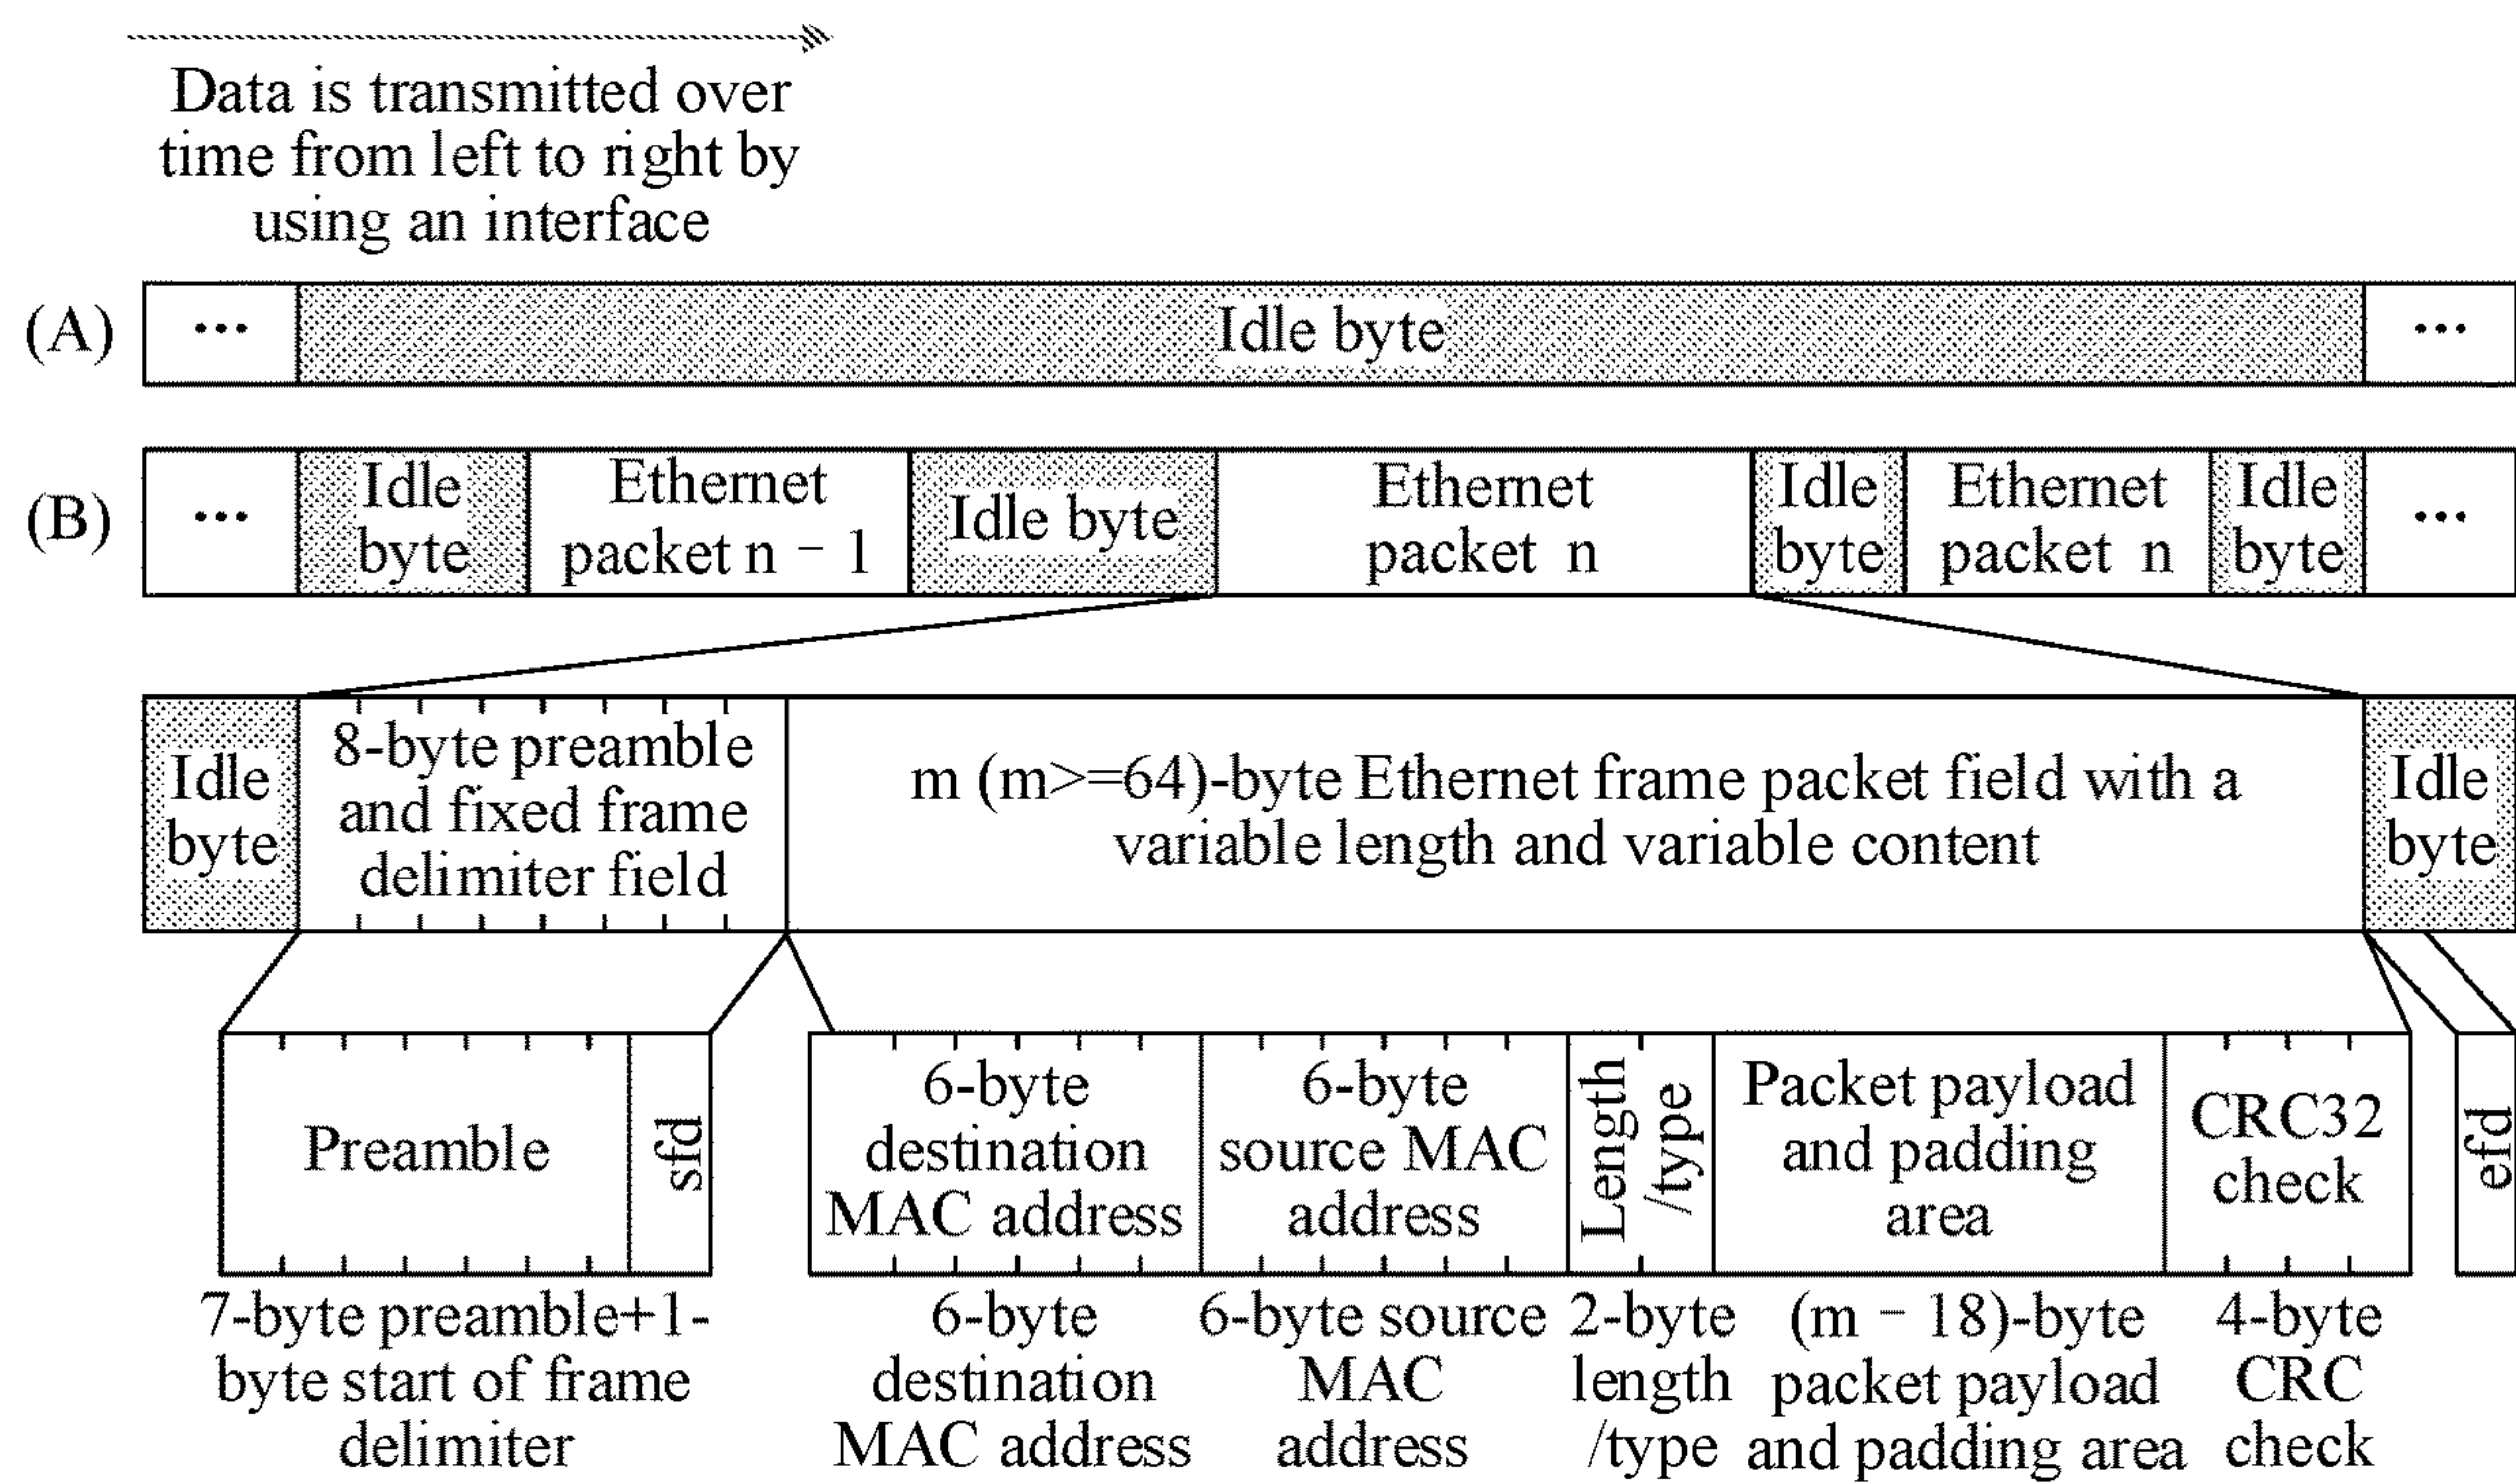 Data is transmitted over
time from left to right by
using an interface
(A)
...
Idle byte
...
(B)
...
Idle
byte
Ethernet
packet n − 1
Idle byte
Ethernet
packet n
Idle
byte
Ethernet
packet n
Idle
byte
...
Idle
byte
8-byte preamble
and fixed frame
delimiter field
m (m>=64)-byte Ethernet frame packet field with a
variable length and variable content
Idle
byte
Preamble
sfd
6-byte
destination
MAC address
6-byte
source MAC
address
Length
/type
Packet payload
and padding
area
CRC32
check
efd
7-byte preamble+1-
byte start of frame
delimiter
6-byte
destination
MAC address
6-byte source
MAC
address
2-byte
length
/type
(m − 18)-byte
packet payload
and padding area
4-byte
CRC
check